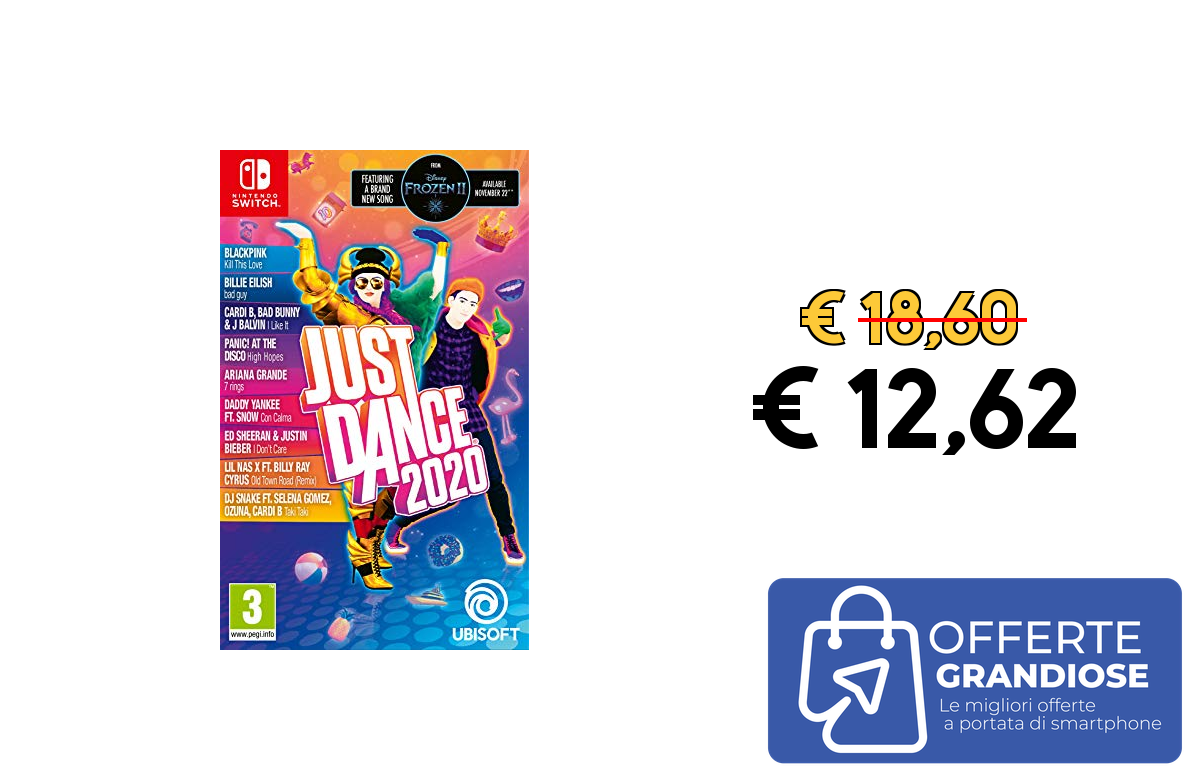 NINTENDO
SWITCH
FEATURING
A BRAND
NEW SONG
FROM
Disney
FROZEN II
AVAILABLE
NOVEMBER 22**
BLACKPINK
Kill This Love
BILLIE EILISH
bad guy
CARDI B, BAD BUNNY
& J BALVIN I Like It
PANIC! AT THE
DISCO High Hopes
ARIANA GRANDE
7 rings
DADDY YANKEE
FT. SNOW Con Calma
ED SHEERAN & JUSTIN
BIEBER I Don't Care
LIL NAS X FT. BILLY RAY
CYRUS Old Town Road (Remix)
DJ SNAKE FT. SELENA GOMEZ,
OZUNA, CARDI B Taki Taki
JUST
DANCE
2020
3
www.pegi.info
UBISOFT
€ 18,60
€ 12,62
OFFERTE
GRANDIOSE
Le migliori offerte
a portata di smartphone